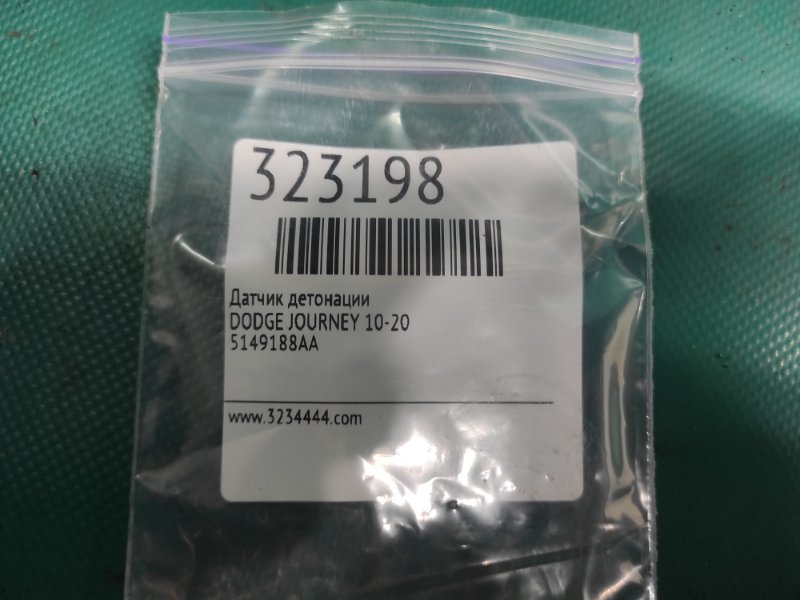 323198
Датчик детонации
DODGE JOURNEY 10-20
5149188AA
www.3234444.com